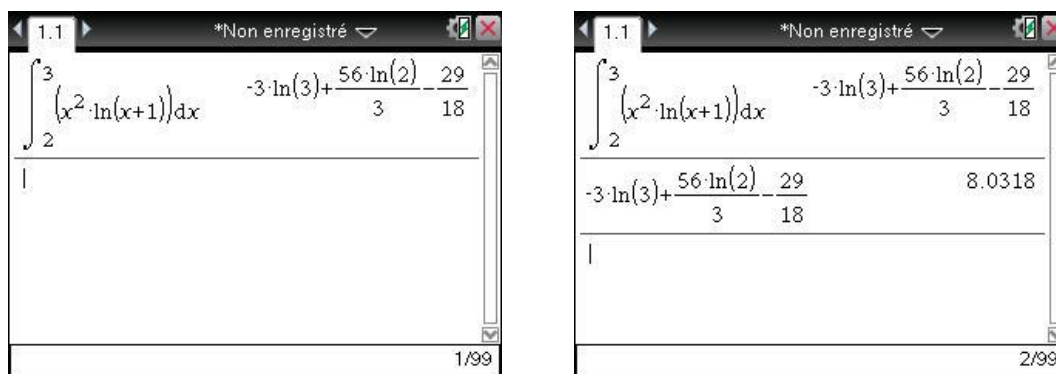 1.1 *Non enregistré
∫₂³ (x²·ln(x+1))dx -3·ln(3)+56·ln(2)/3-29/18
1/99
1.1 *Non enregistré
∫₂³ (x²·ln(x+1))dx -3·ln(3)+56·ln(2)/3-29/18
-3·ln(3)+56·ln(2)/3-29/18 8.0318
2/99